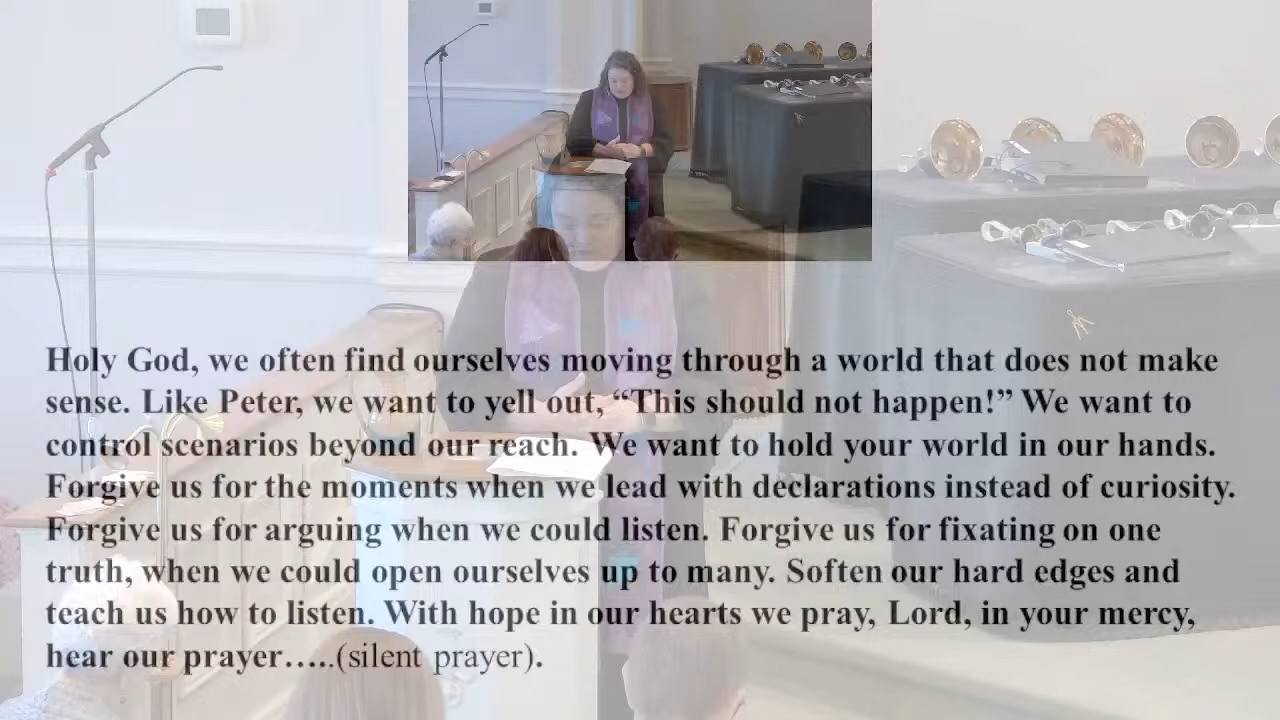 Holy God, we often find ourselves moving through a world that does not make
sense. Like Peter, we want to yell out, “This should not happen!” We want to
control scenarios beyond our reach. We want to hold your world in our hands.
Forgive us for the moments when we lead with declarations instead of curiosity.
Forgive us for arguing when we could listen. Forgive us for fixating on one
truth, when we could open ourselves up to many. Soften our hard edges and
teach us how to listen. With hope in our hearts we pray, Lord, in your mercy,
hear our prayer…..(silent prayer).